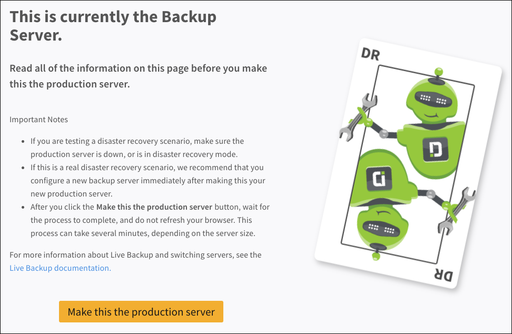 This is currently the Backup
Server.
Read all of the information on this page before you make
this the production server.
Important Notes
• If you are testing a disaster recovery scenario, make sure the
production server is down, or is in disaster recovery mode.
• If this is a real disaster recovery scenario, we recommend that you
configure a new backup server immediately after making this your
new production server.
• After you click the Make this the production server button, wait for
the process to complete, and do not refresh your browser. This
process can take several minutes, depending on the server size.
For more information about Live Backup and switching servers, see the
Live Backup documentation.
Make this the production server
DR
D
D
DR